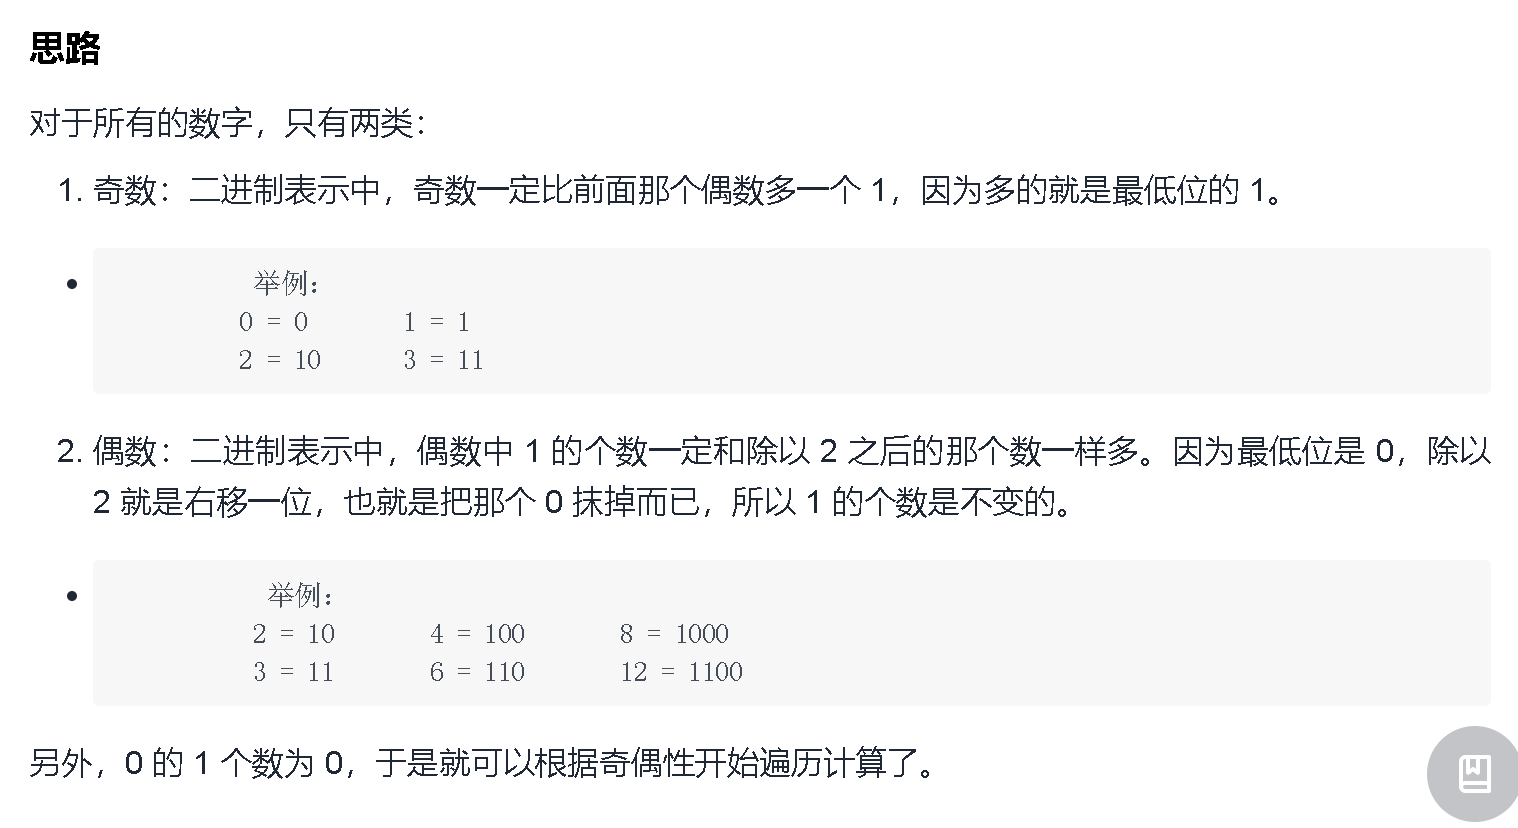 思路
对于所有的数字，只有两类：
1. 奇数：二进制表示中，奇数一定比前面那个偶数多一个 1，因为多的就是最低位的 1。
举例：
0 = 0 1 = 1
2 = 10 3 = 11
2. 偶数：二进制表示中，偶数中 1 的个数一定和除以 2 之后的那个数一样多。因为最低位是 0，除以
2 就是右移一位，也就是把那个 0 抹掉而已，所以 1 的个数是不变的。
举例：
2 = 10 4 = 100 8 = 1000
3 = 11 6 = 110 12 = 1100
另外，0 的 1 个数为 0，于是就可以根据奇偶性开始遍历计算了。